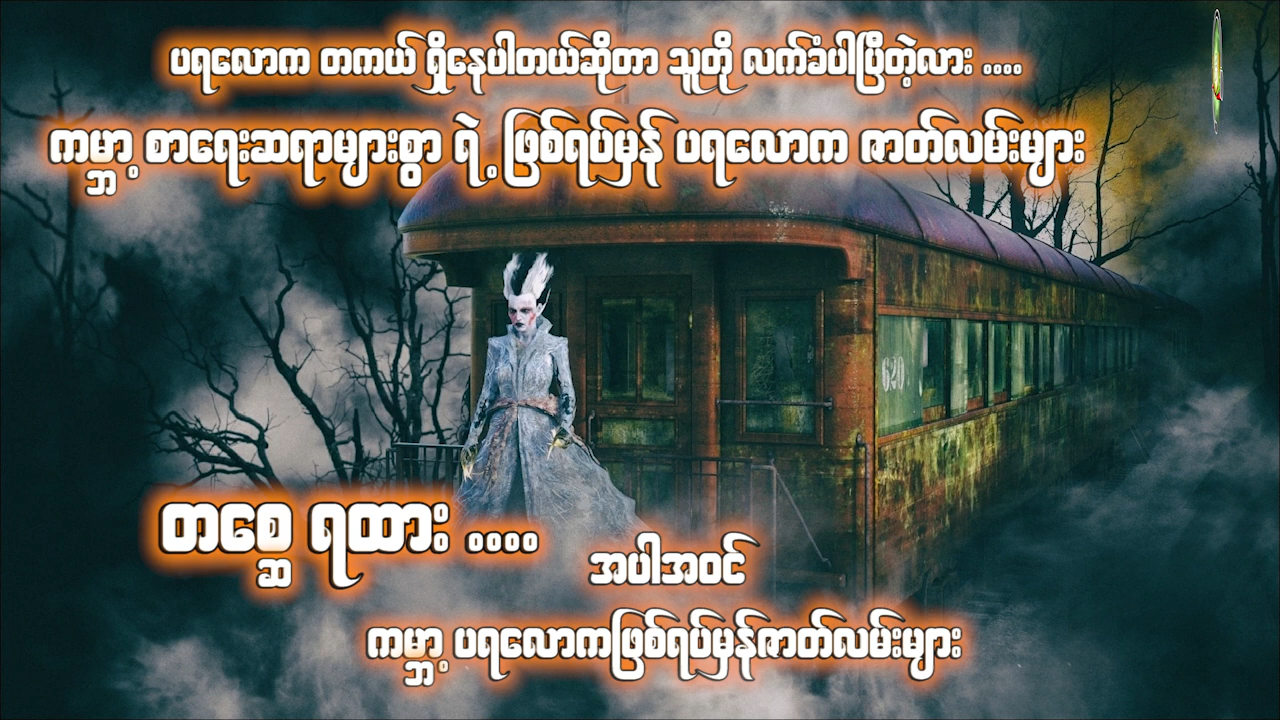 ပရလောက တကယ် ရှိနေပါတယ်ဆိုတာ သူတို လက်ခံပါပြီတဲ့လား ....
ကမ္ဘာ့ စာရေးဆရာများစွာ ရဲ့ ဖြစ်ရပ်မှန် ပရလောက ဇာတ်လမ်းများ
620
တစ္ဆေ ရထား ....
အပါအဝင်
ကမ္ဘာ့ ပရလောကဖြစ်ရပ်မှန်ဇာတ်လမ်းများ